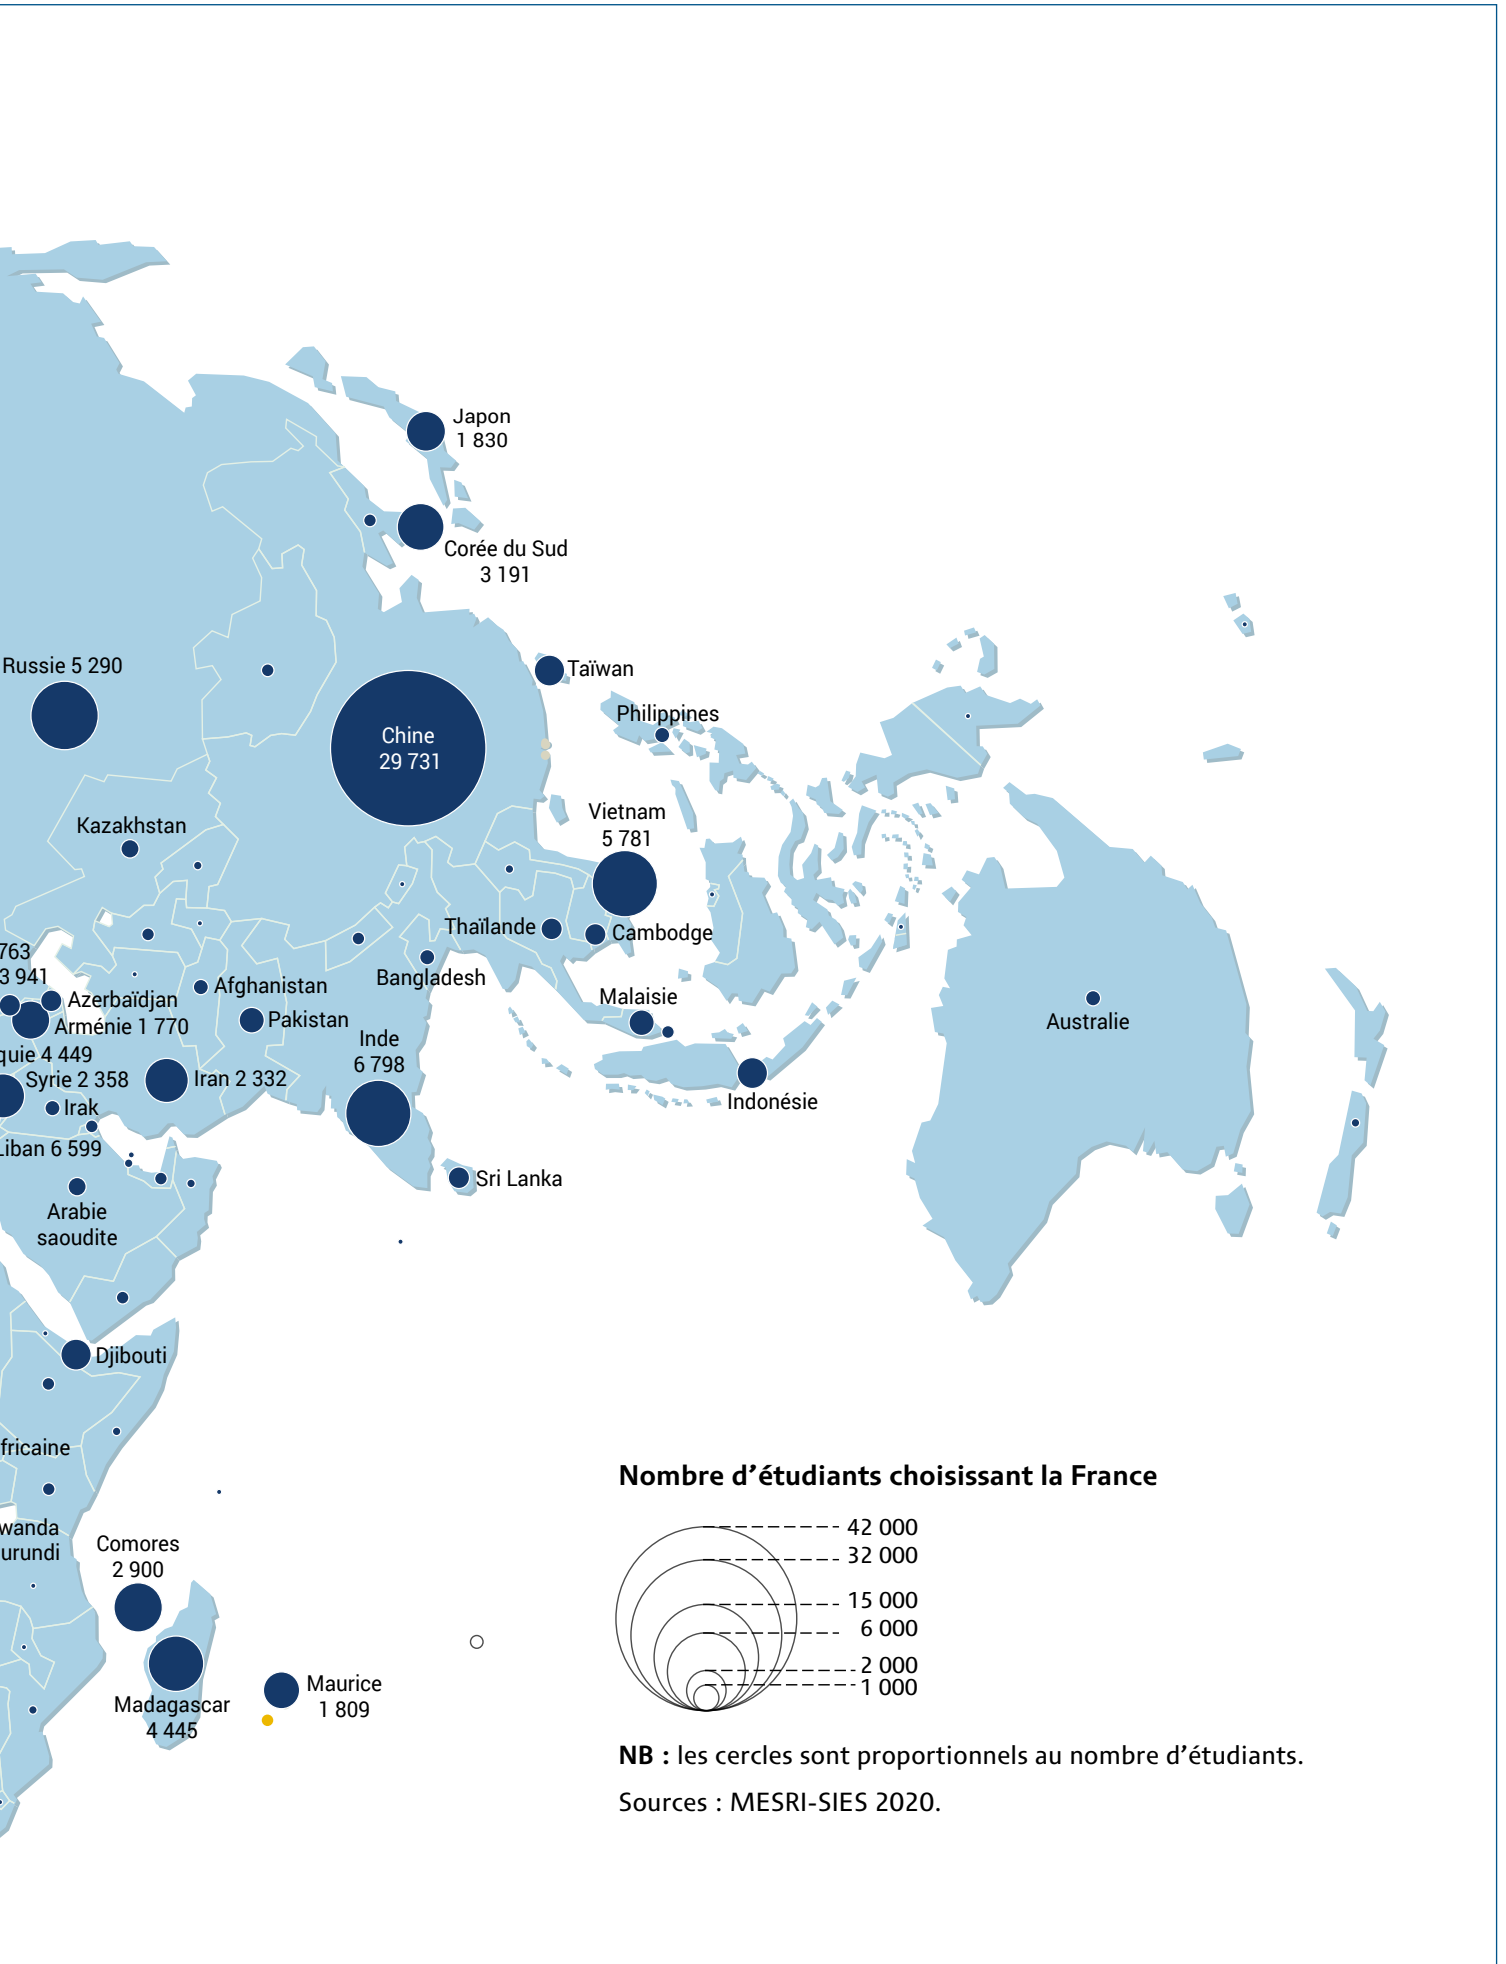 Japon
1 830
Corée du Sud
3 191
Russie 5 290
Taïwan
Philippines
Chine
29 731
Vietnam
5 781
Kazakhstan
Thaïlande
Cambodge
763
3 941
Bangladesh
Afghanistan
Azerbaïdjan
Malaisie
Pakistan
Arménie 1 770
Australie
Inde
6 798
quie 4 449
Syrie 2 358
Iran 2 332
Irak
Indonésie
Liban 6 599
Sri Lanka
Arabie
saoudite
Djibouti
fricaine
wanda
urundi
Comores
2 900
Madagascar
4 445
Maurice
1 809
Nombre d’étudiants choisissant la France
42 000
32 000
15 000
6 000
2 000
1 000
NB : les cercles sont proportionnels au nombre d’étudiants.
Sources : MESRI-SIES 2020.